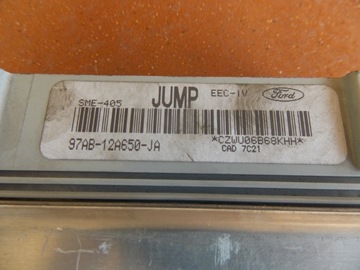 SME-405 JUMP EEC-IV Ford
97AB-12A650-JA *CZWU06B68KHH*
CAD 7C21